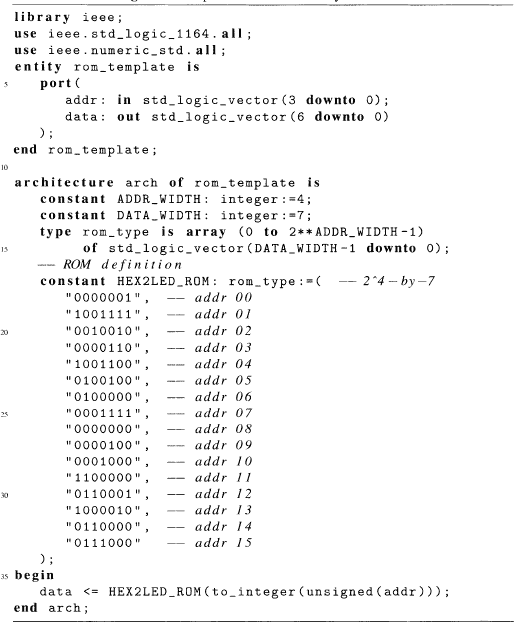 library ieee;
use ieee.std_logic_1164.all;
use ieee.numeric_std.all;
entity rom_template is
5 port(
addr: in std_logic_vector(3 downto 0);
data: out std_logic_vector(6 downto 0)
);
end rom_template;
10
architecture arch of rom_template is
constant ADDR_WIDTH: integer:=4;
constant DATA_WIDTH: integer:=7;
type rom_type is array (0 to 2**ADDR_WIDTH-1)
15 of std_logic_vector(DATA_WIDTH-1 downto 0);
-- ROM definition
constant HEX2LED_ROM: rom_type:=( -- 2^4-by-7
"0000001", -- addr 00
"1001111", -- addr 01
20 "0010010", -- addr 02
"0000110", -- addr 03
"1001100", -- addr 04
"0100100", -- addr 05
"0100000", -- addr 06
25 "0001111", -- addr 07
"0000000", -- addr 08
"0000100", -- addr 09
"0001000", -- addr 10
"1100000", -- addr 11
30 "0110001", -- addr 12
"1000010", -- addr 13
"0110000", -- addr 14
"0111000" -- addr 15
);
35 begin
data <= HEX2LED_ROM(to_integer(unsigned(addr)));
end arch;